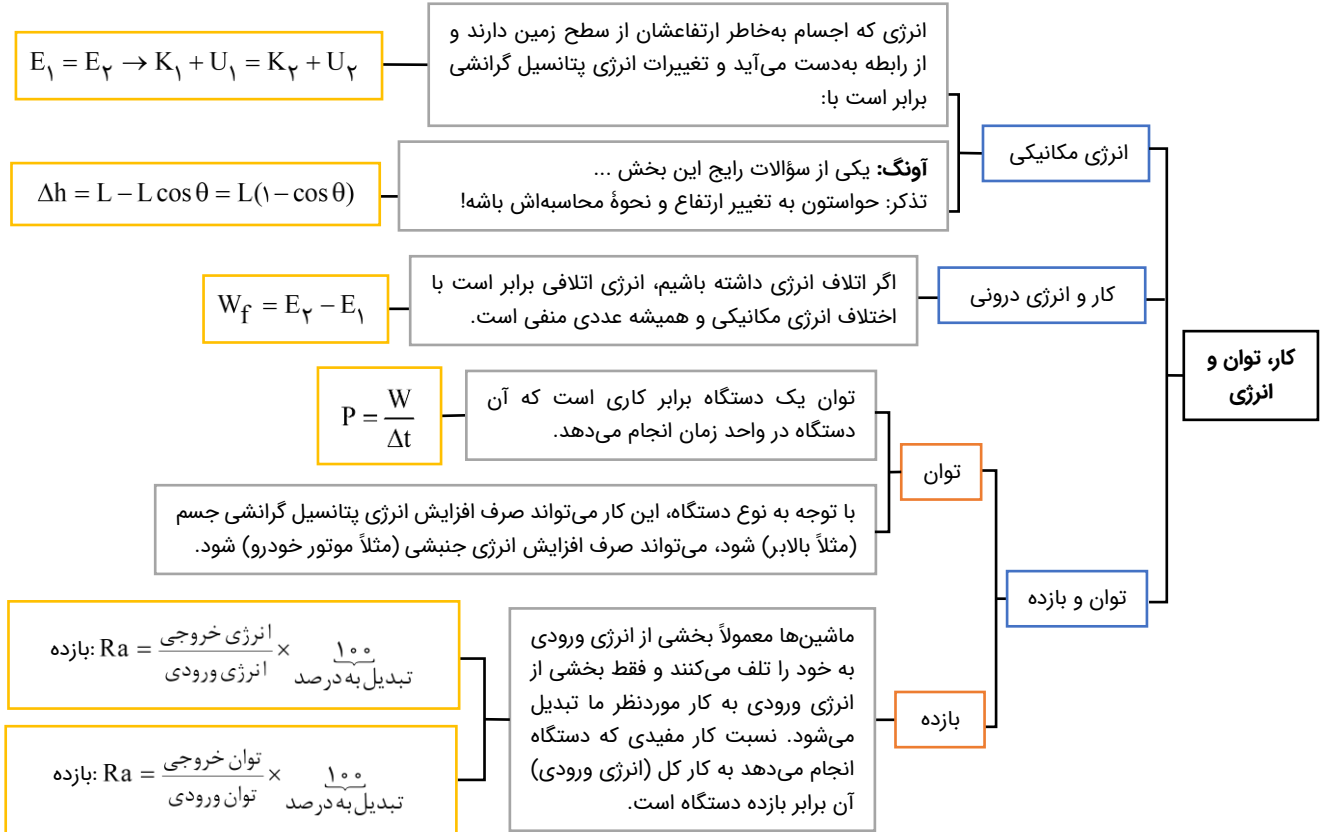 کار، توان و
انرژی
انرژی مکانیکی
انرژی که اجسام به‌خاطر ارتفاعشان از سطح زمین دارند و
از رابطه به‌دست می‌آید و تغییرات انرژی پتانسیل گرانشی
برابر است با:
E₁ = E₂ → K₁ + U₁ = K₂ + U₂
آونگ: یکی از سؤالات رایج این بخش ...
تذکر: حواستون به تغییر ارتفاع و نحوهٔ محاسبه‌اش باشه!
Δh = L − L cos θ = L(۱ − cos θ)
کار و انرژی درونی
اگر اتلاف انرژی داشته باشیم، انرژی اتلافی برابر است با
اختلاف انرژی مکانیکی و همیشه عددی منفی است.
W_f = E₂ − E₁
توان و بازده
توان
توان یک دستگاه برابر کاری است که آن
دستگاه در واحد زمان انجام می‌دهد.
P = W / Δt
با توجه به نوع دستگاه، این کار می‌تواند صرف افزایش انرژی پتانسیل گرانشی جسم
(مثلاً بالابر) شود، می‌تواند صرف افزایش انرژی جنبشی (مثلاً موتور خودرو) شود.
بازده
ماشین‌ها معمولاً بخشی از انرژی ورودی
به خود را تلف می‌کنند و فقط بخشی از
انرژی ورودی به کار موردنظر ما تبدیل
می‌شود. نسبت کار مفیدی که دستگاه
انجام می‌دهد به کار کل (انرژی ورودی)
آن برابر بازده دستگاه است.
بازده: Ra = انرژی خروجی / انرژی ورودی × ۱۰۰
تبدیل به درصد
بازده: Ra = توان خروجی / توان ورودی × ۱۰۰
تبدیل به درصد